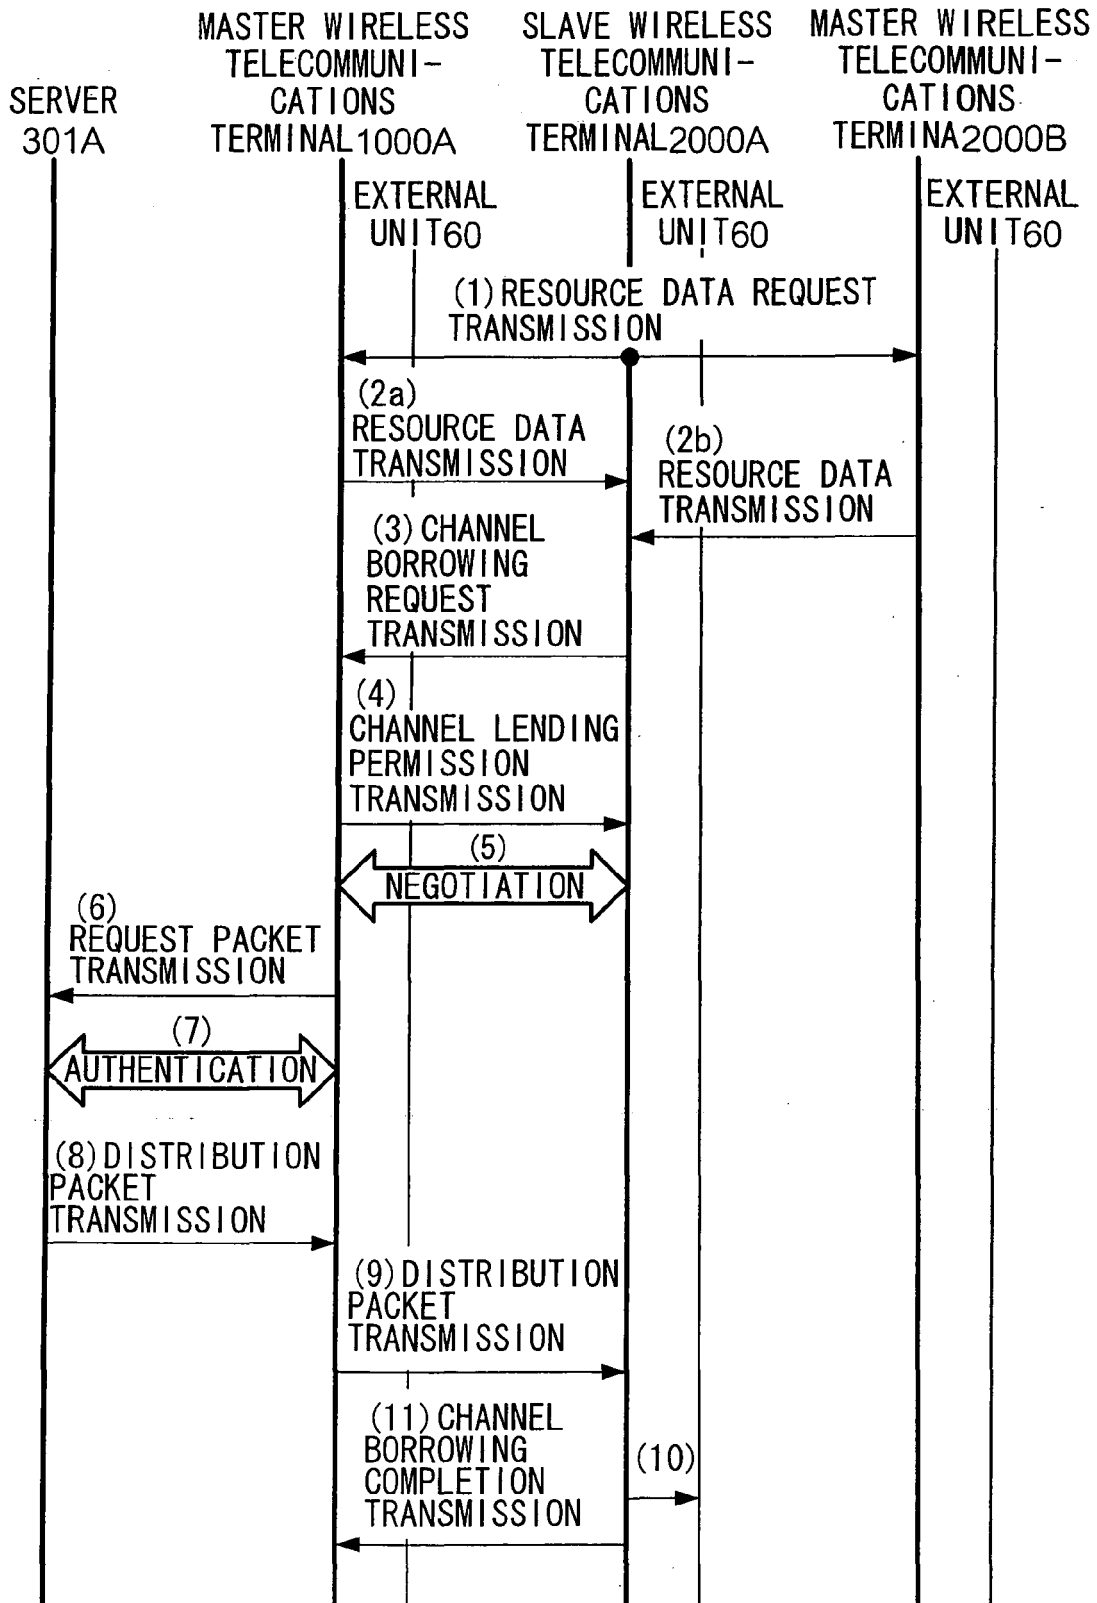 SERVER
301A
MASTER WIRELESS
TELECOMMUNI-
CATIONS
TERMINAL1000A
SLAVE WIRELESS
TELECOMMUNI-
CATIONS
TERMINAL2000A
MASTER WIRELESS
TELECOMMUNI-
CATIONS
TERMINA2000B
EXTERNAL
UNIT60
EXTERNAL
UNIT60
EXTERNAL
UNIT60
(1)RESOURCE DATA REQUEST
TRANSMISSION
(2a)
RESOURCE DATA
TRANSMISSION
(2b)
RESOURCE DATA
TRANSMISSION
(3)CHANNEL
BORROWING
REQUEST
TRANSMISSION
(4)
CHANNEL LENDING
PERMISSION
TRANSMISSION
(5)
NEGOTIATION
(6)
REQUEST PACKET
TRANSMISSION
(7)
AUTHENTICATION
(8)DISTRIBUTION
PACKET
TRANSMISSION
(9)DISTRIBUTION
PACKET
TRANSMISSION
(11)CHANNEL
BORROWING
COMPLETION
TRANSMISSION
(10)